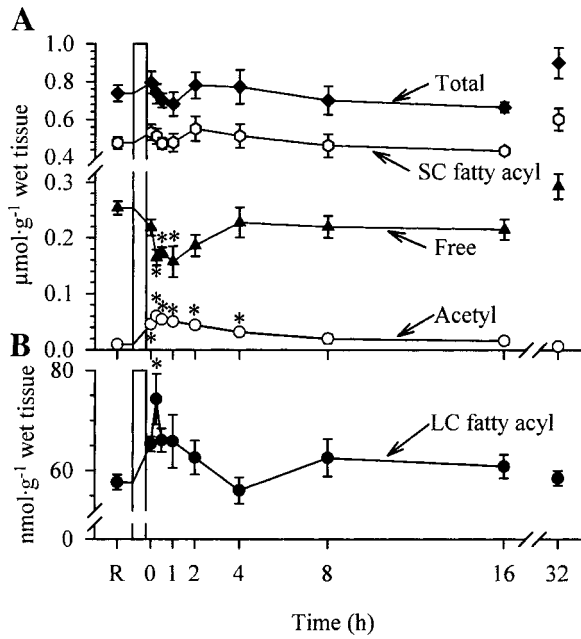 A
1.0
0.8
Total
0.6
0.4
SC fatty acyl
0.3
μmol·g⁻¹ wet tissue
* *
0.2
Free
*
0.1
*
* * * *
Acetyl
0.0
*
B
80
*
LC fatty acyl
nmol·g⁻¹ wet tissue
60
0
R 0 1 2 4 8 16 32
Time (h)